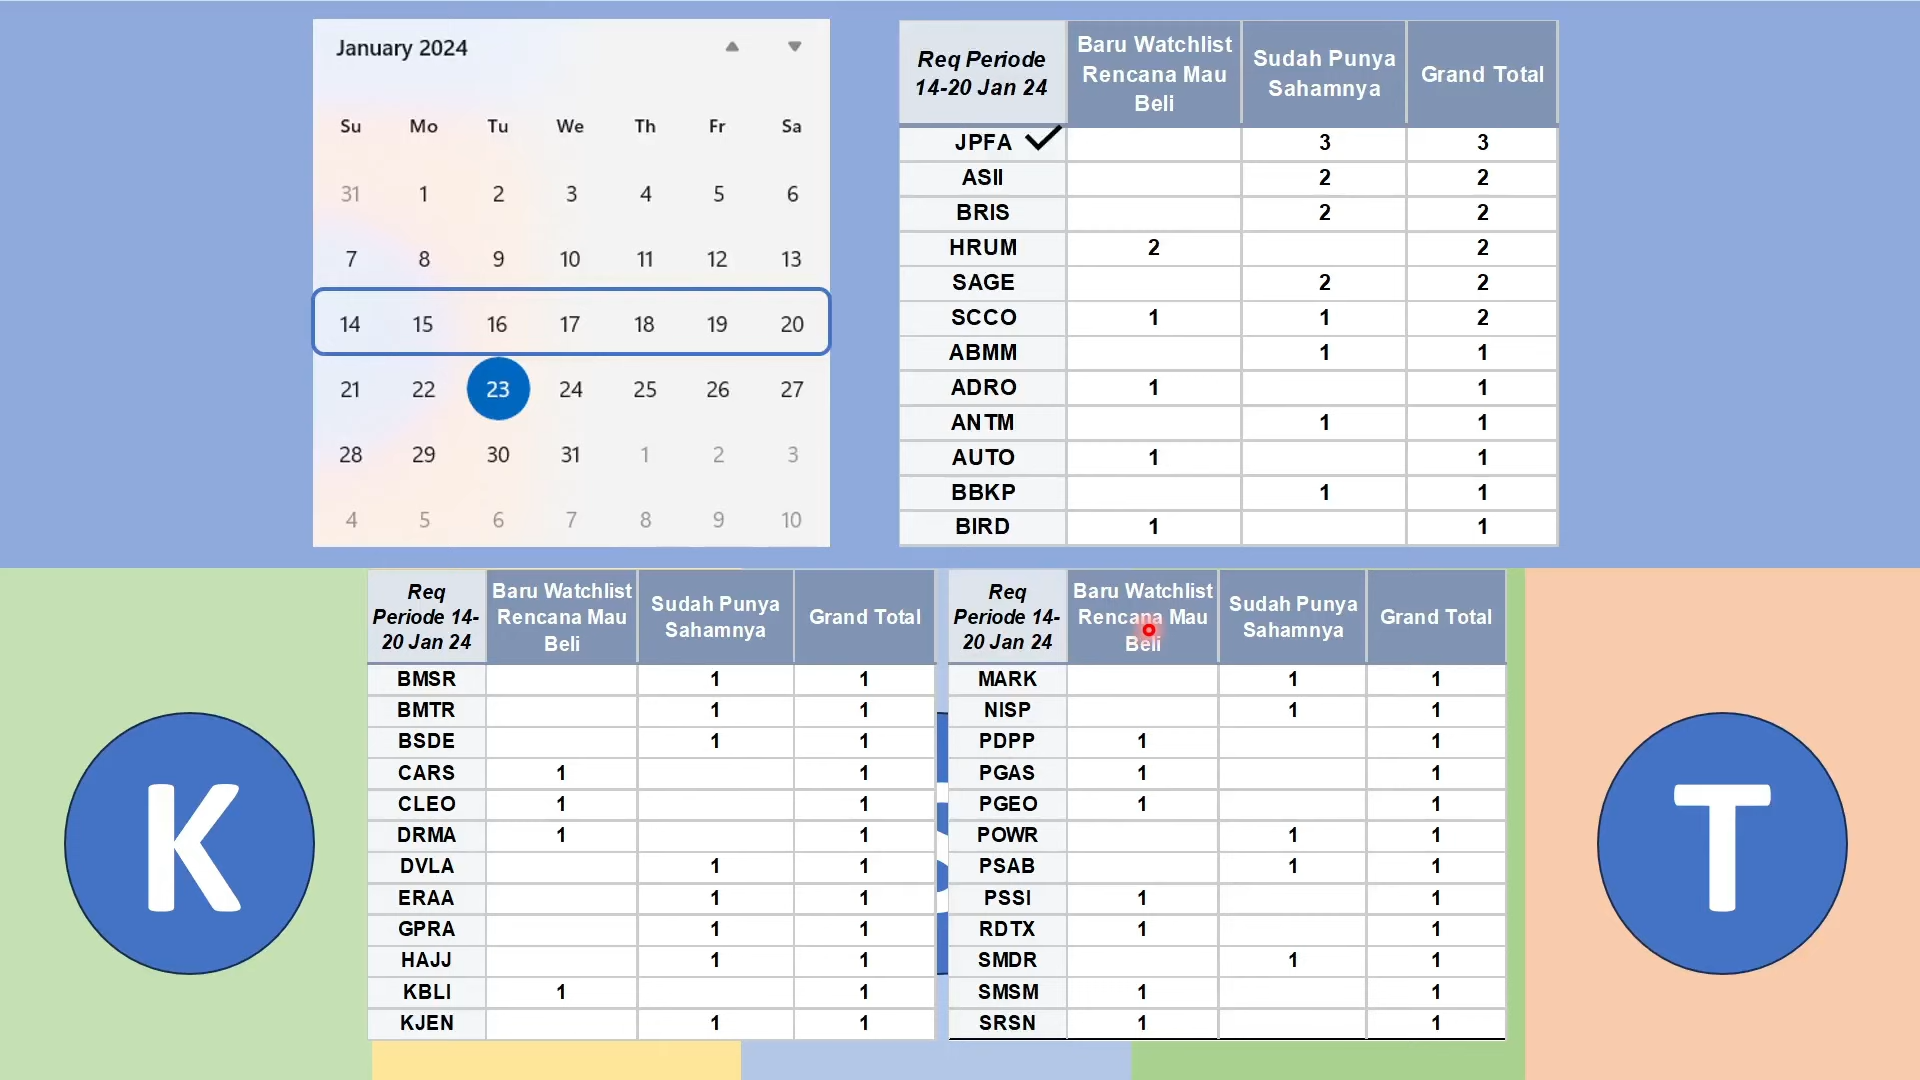 January 2024
Su Mo Tu We Th Fr Sa
31 1 2 3 4 5 6
7 8 9 10 11 12 13
14 15 16 17 18 19 20
21 22 23 24 25 26 27
28 29 30 31 1 2 3
4 5 6 7 8 9 10
Req Periode
14-20 Jan 24
Baru Watchlist
Rencana Mau
Beli
Sudah Punya
Sahamnya
Grand Total
JPFA 3 3
ASII 2 2
BRIS 2 2
HRUM 2 2
SAGE 2 2
SCCO 1 1 2
ABMM 1 1
ADRO 1 1
ANTM 1 1
AUTO 1 1
BBKP 1 1
BIRD 1 1
Req
Periode 14-
20 Jan 24
Baru Watchlist
Rencana Mau
Beli
Sudah Punya
Sahamnya
Grand Total
BMSR 1 1
BMTR 1 1
BSDE 1 1
CARS 1 1
CLEO 1 1
DRMA 1 1
DVLA 1 1
ERAA 1 1
GPRA 1 1
HAJJ 1 1
KBLI 1 1
KJEN 1 1
Req
Periode 14-
20 Jan 24
Baru Watchlist
Rencana Mau
Beli
Sudah Punya
Sahamnya
Grand Total
MARK 1 1
NISP 1 1
PDPP 1 1
PGAS 1 1
PGEO 1 1
POWR 1 1
PSAB 1 1
PSSI 1 1
RDTX 1 1
SMDR 1 1
SMSM 1 1
SRSN 1 1
K
T